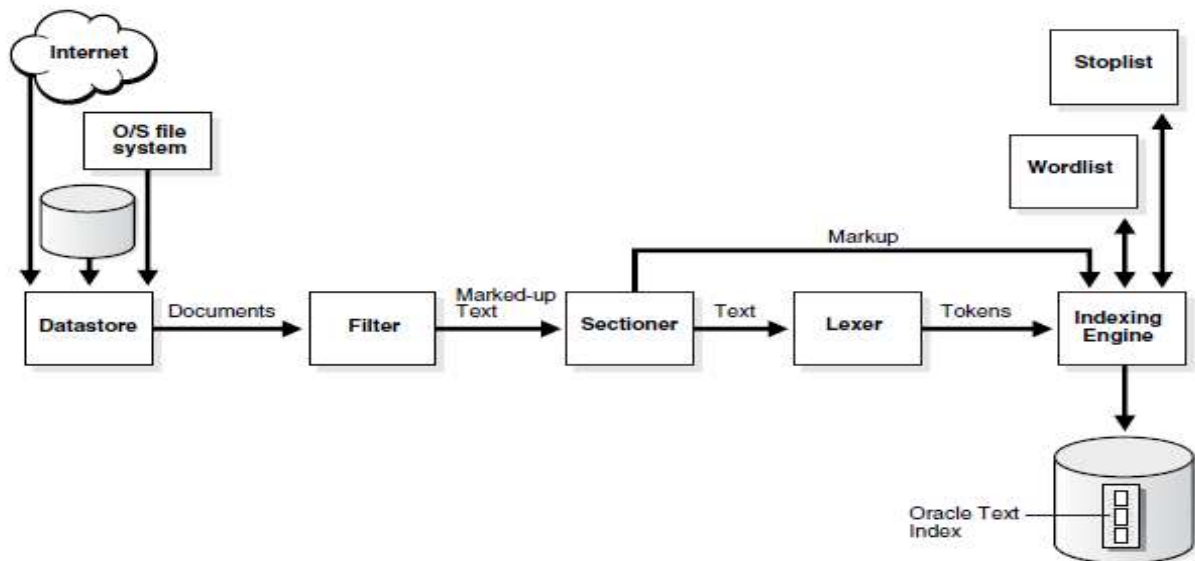 Internet
Stoplist
O/S file
system
Wordlist
Markup
Datastore
Documents
Filter
Marked-up
Text
Sectioner
Text
Lexer
Tokens
Indexing
Engine
Oracle Text
Index